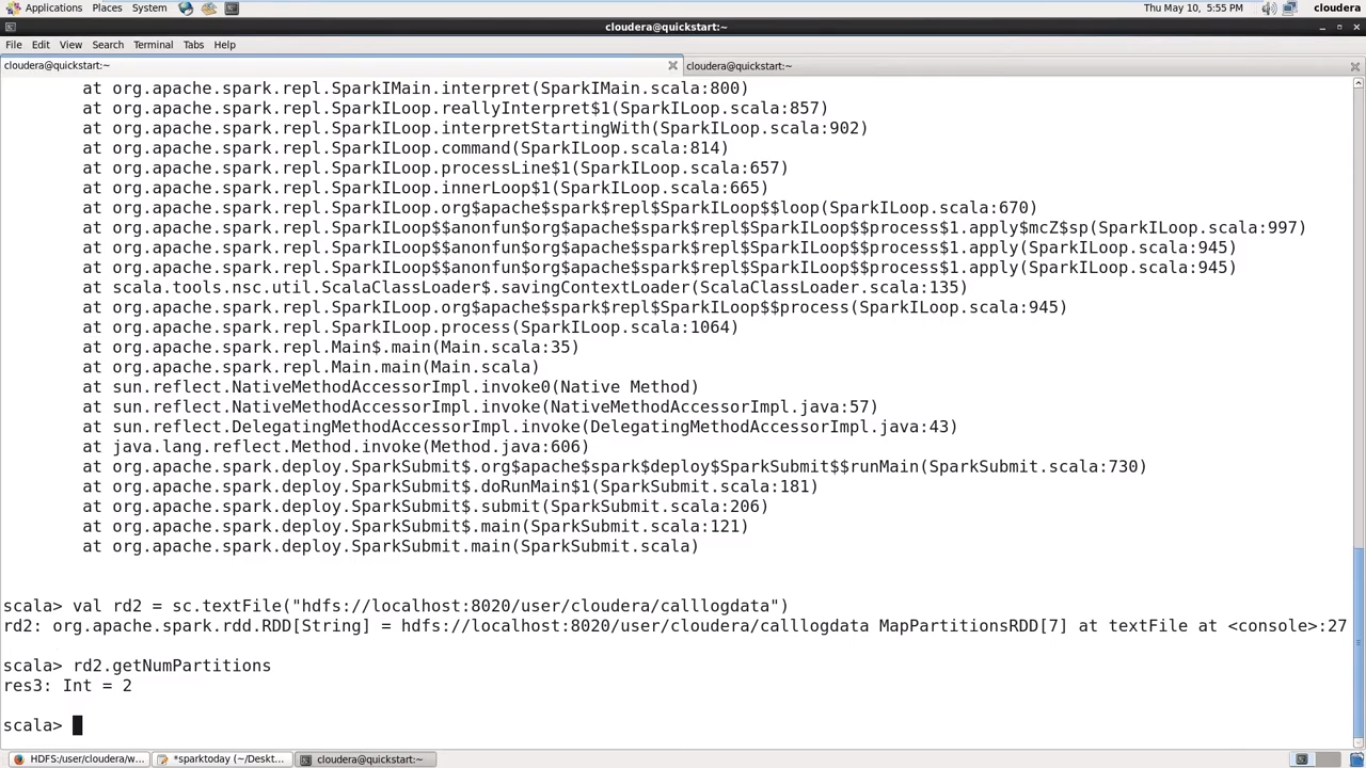 Applications Places System Thu May 10, 5:55 PM cloudera
cloudera@quickstart:~
File Edit View Search Terminal Tabs Help
cloudera@quickstart:~ cloudera@quickstart:~
at org.apache.spark.repl.SparkIMain.interpret(SparkIMain.scala:800)
at org.apache.spark.repl.SparkILoop.reallyInterpret$1(SparkILoop.scala:857)
at org.apache.spark.repl.SparkILoop.interpretStartingWith(SparkILoop.scala:902)
at org.apache.spark.repl.SparkILoop.command(SparkILoop.scala:814)
at org.apache.spark.repl.SparkILoop.processLine$1(SparkILoop.scala:657)
at org.apache.spark.repl.SparkILoop.innerLoop$1(SparkILoop.scala:665)
at org.apache.spark.repl.SparkILoop.org$apache$spark$repl$SparkILoop$$loop(SparkILoop.scala:670)
at org.apache.spark.repl.SparkILoop$$anonfun$org$apache$spark$repl$SparkILoop$$process$1.apply$mcZ$sp(SparkILoop.scala:997)
at org.apache.spark.repl.SparkILoop$$anonfun$org$apache$spark$repl$SparkILoop$$process$1.apply(SparkILoop.scala:945)
at org.apache.spark.repl.SparkILoop$$anonfun$org$apache$spark$repl$SparkILoop$$process$1.apply(SparkILoop.scala:945)
at scala.tools.nsc.util.ScalaClassLoader$.savingContextLoader(ScalaClassLoader.scala:135)
at org.apache.spark.repl.SparkILoop.org$apache$spark$repl$SparkILoop$$process(SparkILoop.scala:945)
at org.apache.spark.repl.SparkILoop.process(SparkILoop.scala:1064)
at org.apache.spark.repl.Main$.main(Main.scala:35)
at org.apache.spark.repl.Main.main(Main.scala)
at sun.reflect.NativeMethodAccessorImpl.invoke0(Native Method)
at sun.reflect.NativeMethodAccessorImpl.invoke(NativeMethodAccessorImpl.java:57)
at sun.reflect.DelegatingMethodAccessorImpl.invoke(DelegatingMethodAccessorImpl.java:43)
at java.lang.reflect.Method.invoke(Method.java:606)
at org.apache.spark.deploy.SparkSubmit$.org$apache$spark$deploy$SparkSubmit$$runMain(SparkSubmit.scala:730)
at org.apache.spark.deploy.SparkSubmit$.doRunMain$1(SparkSubmit.scala:181)
at org.apache.spark.deploy.SparkSubmit$.submit(SparkSubmit.scala:206)
at org.apache.spark.deploy.SparkSubmit$.main(SparkSubmit.scala:121)
at org.apache.spark.deploy.SparkSubmit.main(SparkSubmit.scala)
scala> val rd2 = sc.textFile("hdfs://localhost:8020/user/cloudera/calllogdata")
rd2: org.apache.spark.rdd.RDD[String] = hdfs://localhost:8020/user/cloudera/calllogdata MapPartitionsRDD[7] at textFile at <console>:27
scala> rd2.getNumPartitions
res3: Int = 2
scala>
HDFS:/user/cloudera/w... *sparktoday (~/Deskt... cloudera@quickstart:~